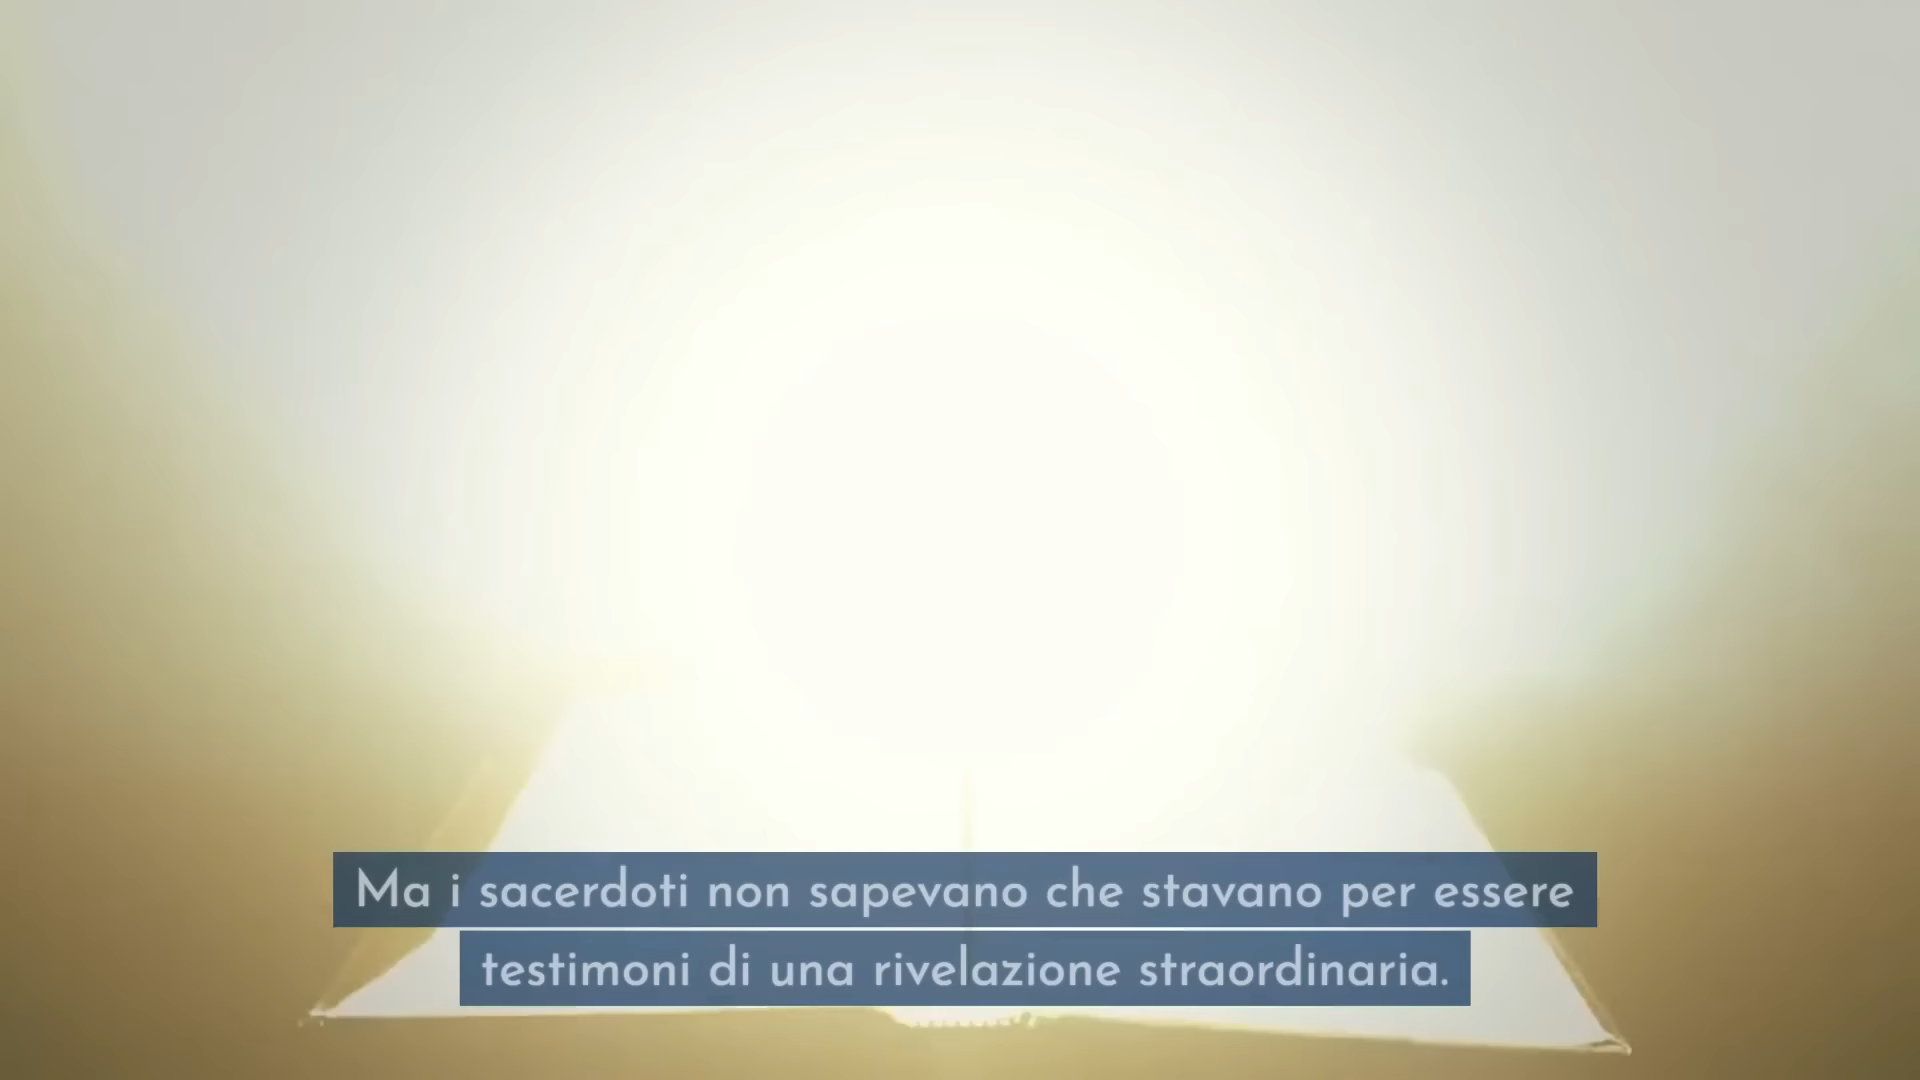 Ma i sacerdoti non sapevano che stavano per essere
testimoni di una rivelazione straordinaria.